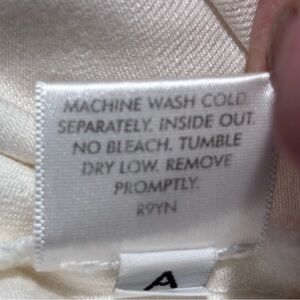 MACHINE WASH COLD
SEPARATELY. INSIDE OUT.
NO BLEACH. TUMBLE
DRY LOW. REMOVE
PROMPTLY.
R9YN
A